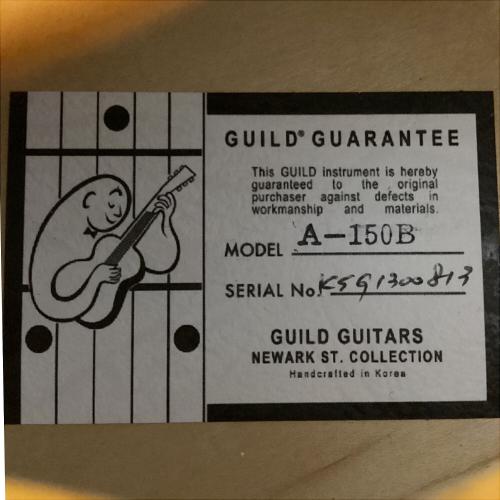 GUILD® GUARANTEE
This GUILD instrument is hereby
guaranteed to the original
purchaser against defects in
workmanship and materials.
MODEL A-150B
SERIAL No. KSG1300813
GUILD GUITARS
NEWARK ST. COLLECTION
Handcrafted in Korea